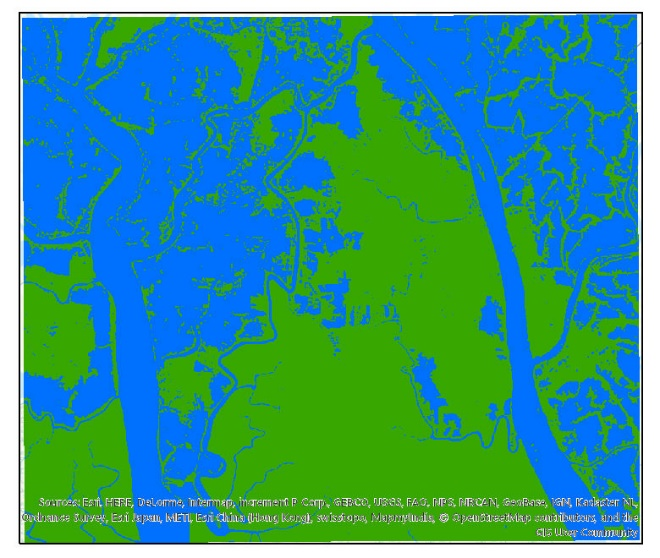 Sources: Esri, HERE, DeLorme, Intermap, increment P Corp., GEBCO, USGS, FAO, NPS, NRCAN, GeoBase, IGN, Kadaster NL,
Ordnance Survey, Esri Japan, METI, Esri China (Hong Kong), swisstopo, MapmyIndia, © OpenStreetMap contributors, and the
GIS User Community